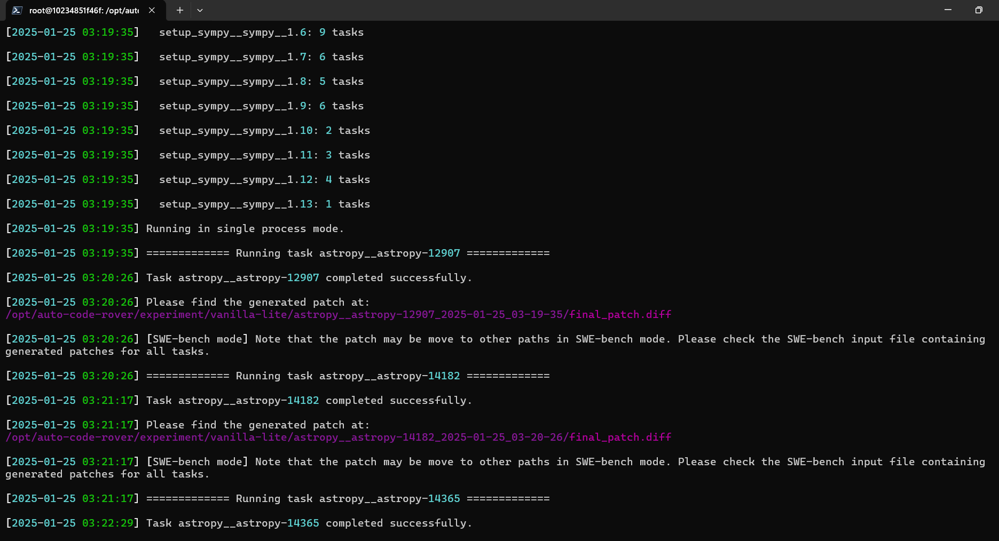 root@10234851f46f: /opt/aut
[2025-01-25 03:19:35]   setup_sympy__sympy__1.6: 9 tasks
[2025-01-25 03:19:35]   setup_sympy__sympy__1.7: 6 tasks
[2025-01-25 03:19:35]   setup_sympy__sympy__1.8: 5 tasks
[2025-01-25 03:19:35]   setup_sympy__sympy__1.9: 6 tasks
[2025-01-25 03:19:35]   setup_sympy__sympy__1.10: 2 tasks
[2025-01-25 03:19:35]   setup_sympy__sympy__1.11: 3 tasks
[2025-01-25 03:19:35]   setup_sympy__sympy__1.12: 4 tasks
[2025-01-25 03:19:35]   setup_sympy__sympy__1.13: 1 tasks
[2025-01-25 03:19:35] Running in single process mode.
[2025-01-25 03:19:35] ============= Running task astropy__astropy-12907 =============
[2025-01-25 03:20:26] Task astropy__astropy-12907 completed successfully.
[2025-01-25 03:20:26] Please find the generated patch at:
/opt/auto-code-rover/experiment/vanilla-lite/astropy__astropy-12907_2025-01-25_03-19-35/final_patch.diff
[2025-01-25 03:20:26] [SWE-bench mode] Note that the patch may be move to other paths in SWE-bench mode. Please check the SWE-bench input file containing
generated patches for all tasks.
[2025-01-25 03:20:26] ============= Running task astropy__astropy-14182 =============
[2025-01-25 03:21:17] Task astropy__astropy-14182 completed successfully.
[2025-01-25 03:21:17] Please find the generated patch at:
/opt/auto-code-rover/experiment/vanilla-lite/astropy__astropy-14182_2025-01-25_03-20-26/final_patch.diff
[2025-01-25 03:21:17] [SWE-bench mode] Note that the patch may be move to other paths in SWE-bench mode. Please check the SWE-bench input file containing
generated patches for all tasks.
[2025-01-25 03:21:17] ============= Running task astropy__astropy-14365 =============
[2025-01-25 03:22:29] Task astropy__astropy-14365 completed successfully.